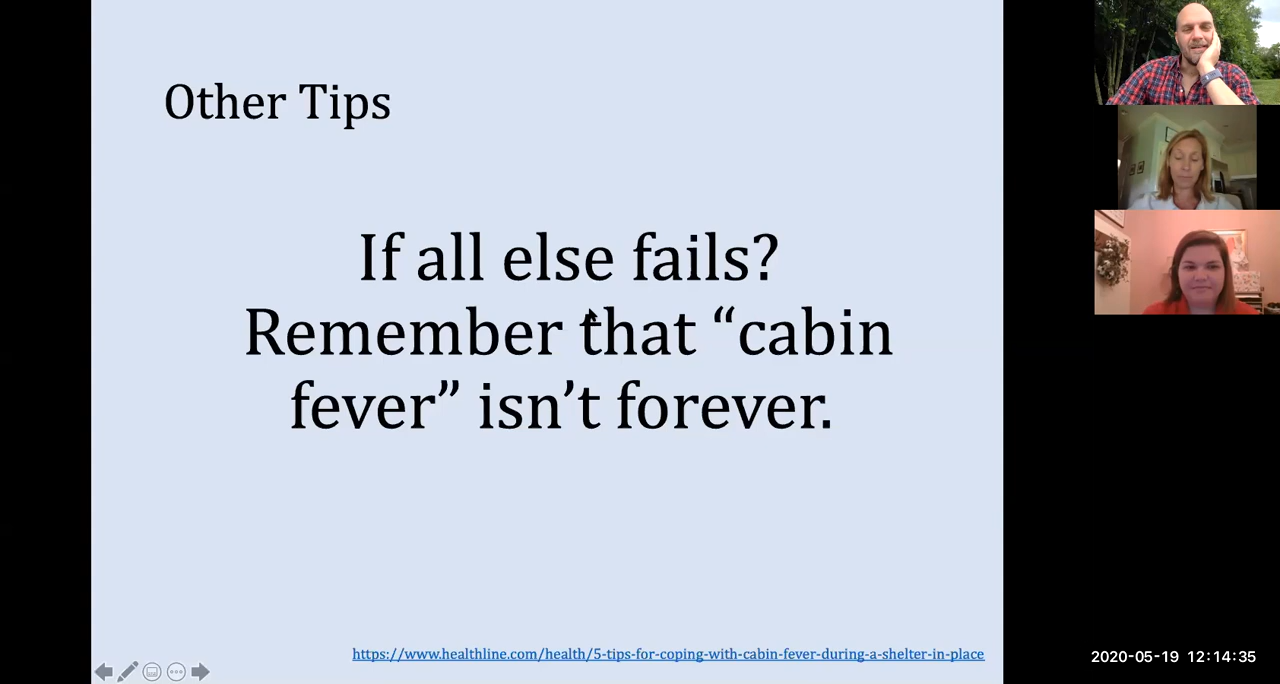 Other Tips
If all else fails?
Remember that “cabin
fever” isn’t forever.
https://www.healthline.com/health/5-tips-for-coping-with-cabin-fever-during-a-shelter-in-place
2020-05-19 12:14:35